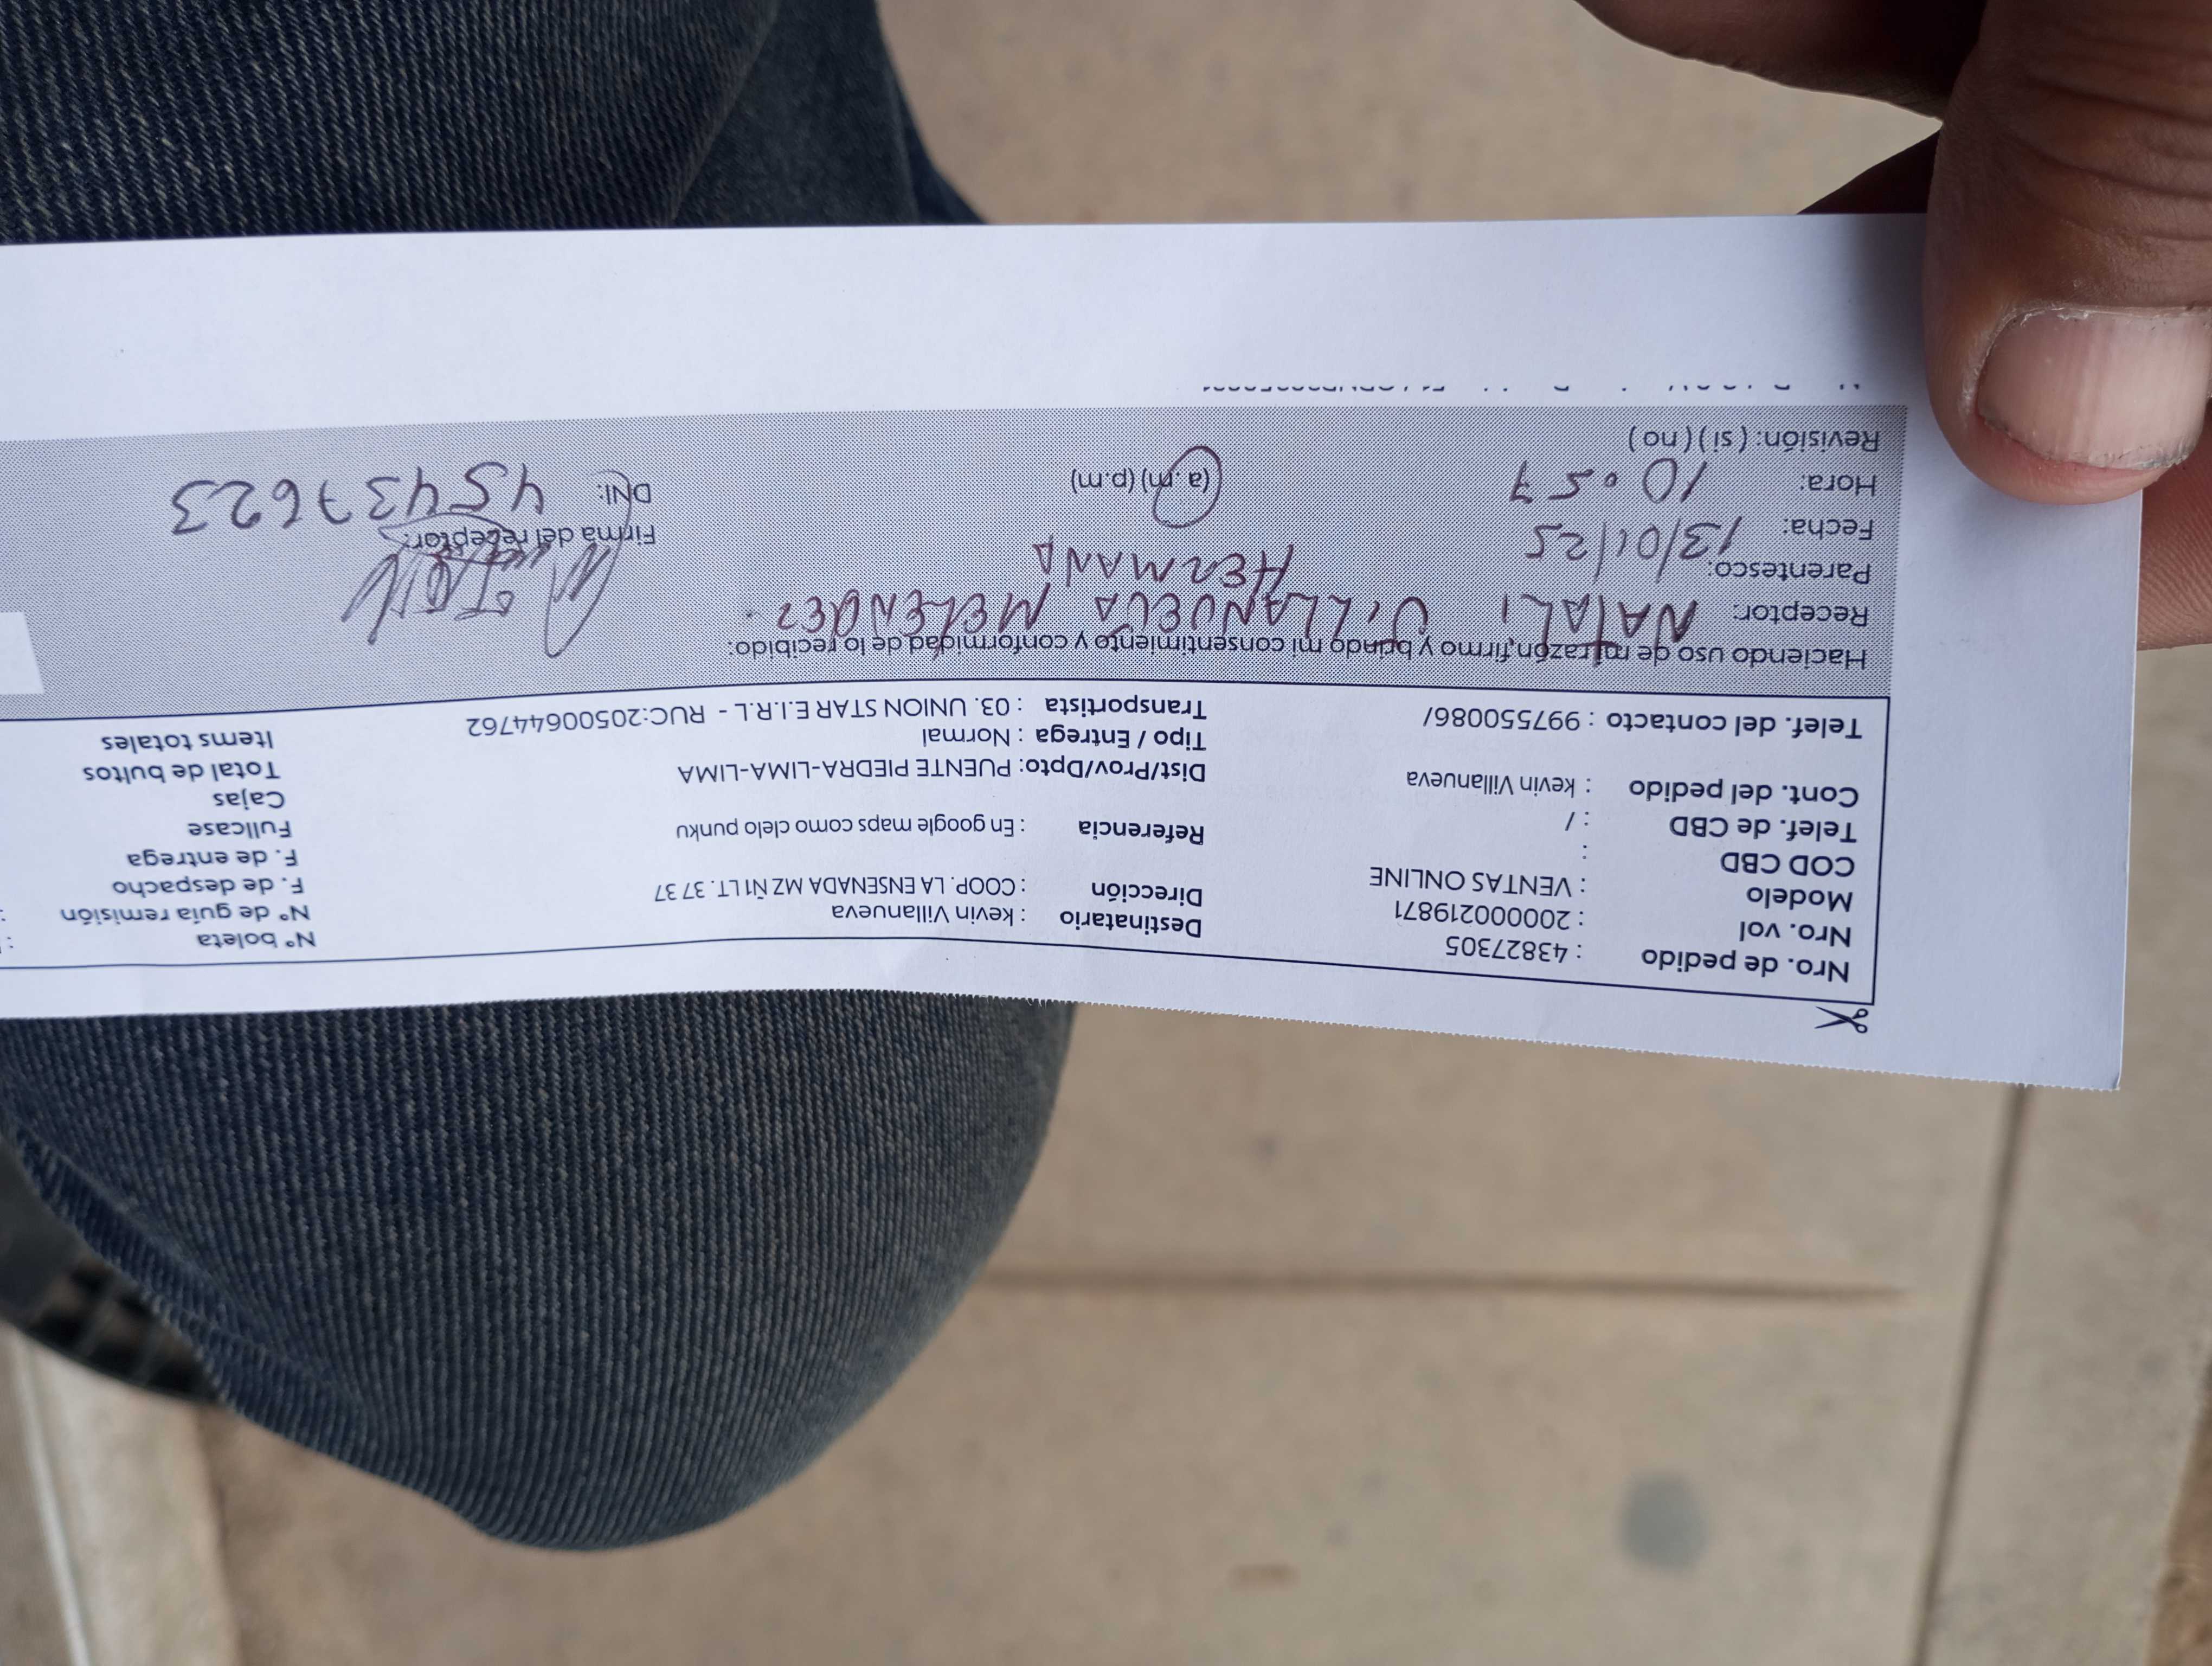 Nro. de pedido : 43827305
Nro. vol : 200000219871
Modelo : VENTAS ONLINE
COD CBD :
Telef. de CBD : /
Cont. del pedido : kevin Villanueva
Telef. del contacto : 997550086/
Destinatario : kevin Villanueva
Dirección : COOP. LA ENSENADA MZ Ñ1 LT. 37 37
Referencia : En google maps como cielo punku
Dist/Prov/Dpto: PUENTE PIEDRA-LIMA-LIMA
Tipo / Entrega : Normal
Transportista : 03. UNION STAR E.I.R.L - RUC:20500644762
Nº boleta :
Nº de guía remisión :
F. de despacho
F. de entrega
Fullcase
Cajas
Total de bultos
Items totales
Haciendo uso de mi razón,firmo y brindo mi consentimiento y conformidad de lo recibido:
Receptor: NATALI VILLANUEVA MELENDEZ
Parentesco: HERMANA
Fecha: 13/01/25
Hora: 10:57 (a.m) (p.m)
Revisión: ( si ) ( no )
Firma del receptor:
DNI: 45437623